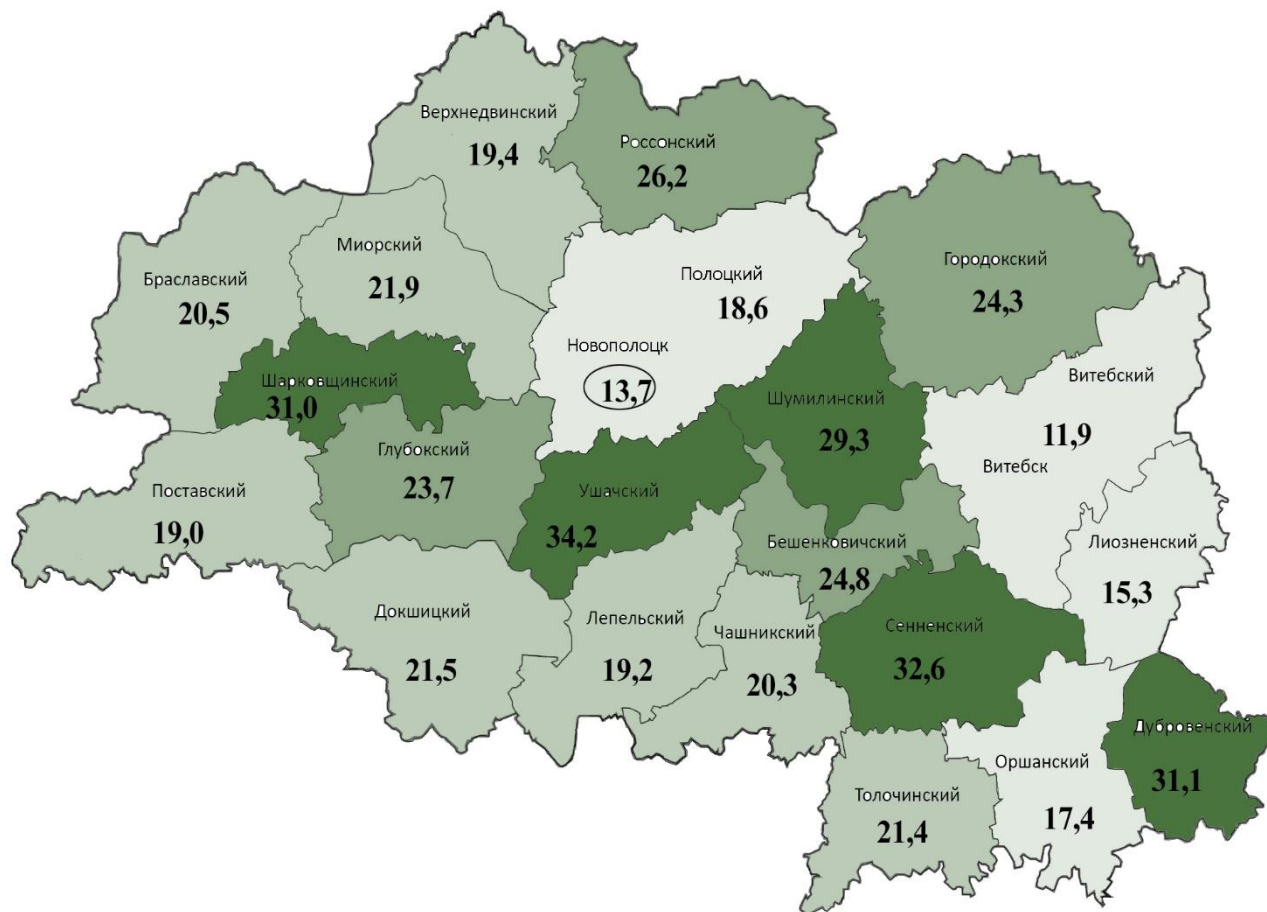 Верхнедвинский
19,4
Россонский
26,2
Миорский
21,9
Браславский
20,5
Полоцкий
18,6
Городокский
24,3
Новополоцк
13,7
Шарковщинский
31,0
Шумилинский
29,3
Витебский
11,9
Витебск
Глубокский
23,7
Ушачский
34,2
Поставский
19,0
Бешенковичский
24,8
Лиозненский
15,3
Докшицкий
21,5
Лепельский
19,2
Чашникский
20,3
Сенненский
32,6
Дубровенский
31,1
Оршанский
17,4
Толочинский
21,4